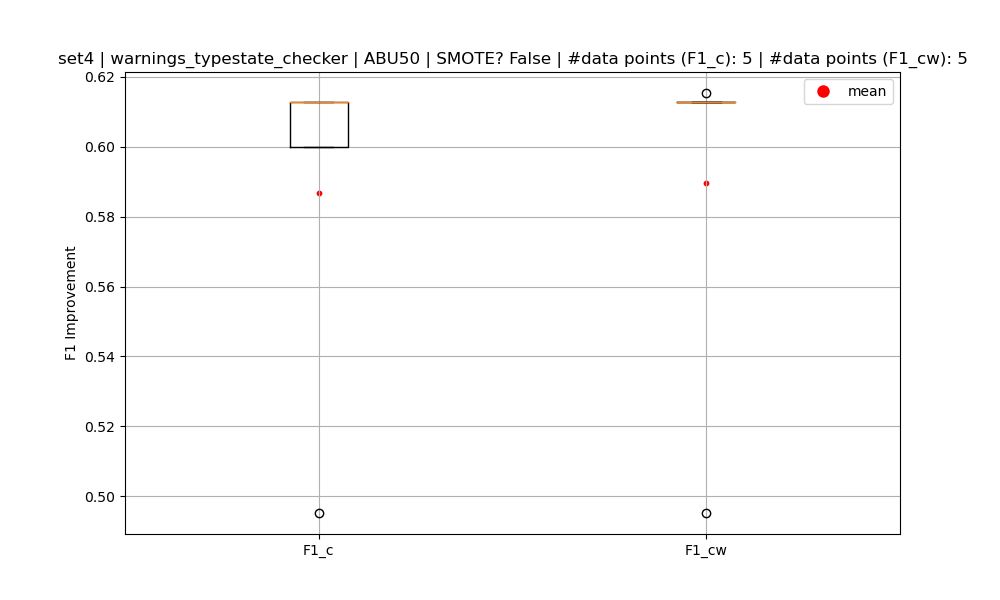 set4 | warnings_typestate_checker | ABU50 | SMOTE? False | #data points (F1_c): 5 | #data points (F1_cw): 5
mean
F1 Improvement
0.62
0.60
0.58
0.56
0.54
0.52
0.50
F1_c
F1_cw